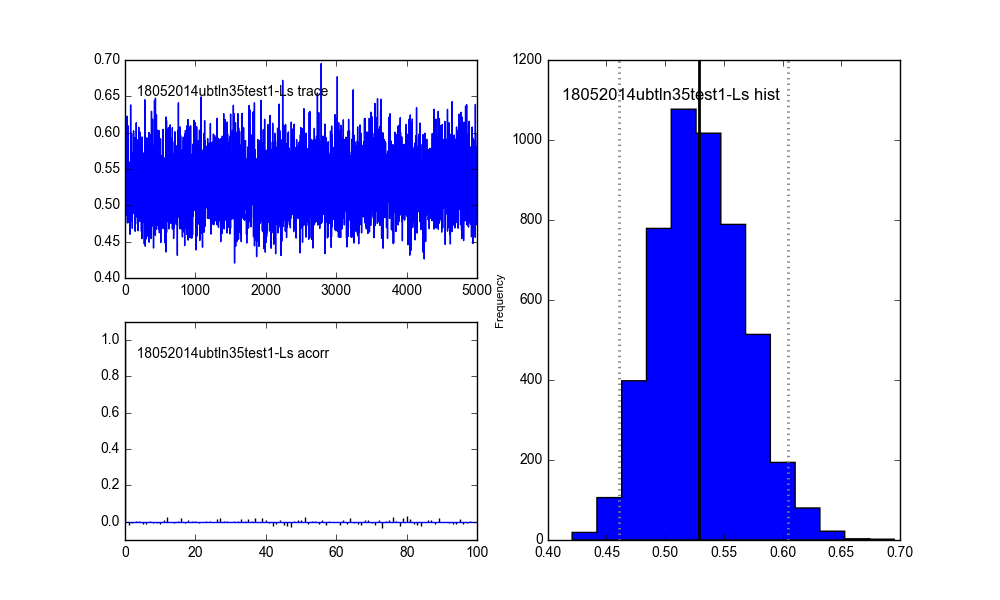 0.70
0.65
0.60
0.55
0.50
0.45
0.40
18052014ubtln35test1-Ls trace
0 1000 2000 3000 4000 5000
1.0
0.8
0.6
0.4
0.2
0.0
18052014ubtln35test1-Ls acorr
0 20 40 60 80 100
Frequency
1200
1000
800
600
400
200
0
18052014ubtln35test1-Ls hist
0.40 0.45 0.50 0.55 0.60 0.65 0.70